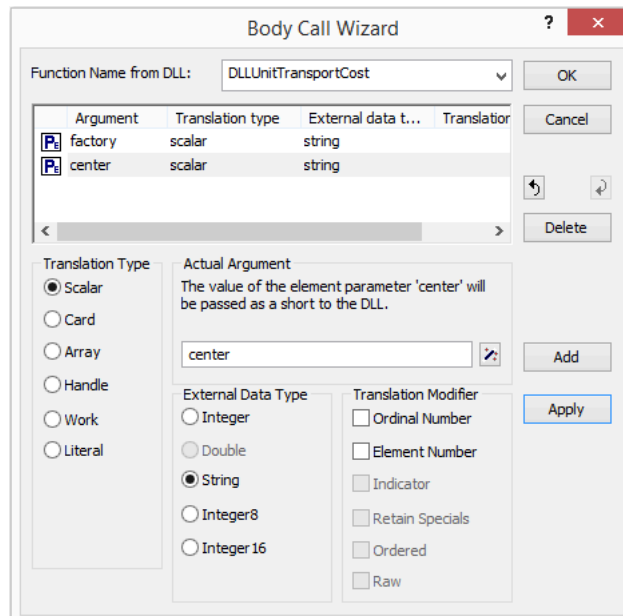 Body Call Wizard
?
Function Name from DLL: DLLUnitTransportCost OK
Argument Translation type External data t... Translation Cancel
PE factory scalar string
PE center scalar string
Delete
Translation Type Actual Argument
Scalar The value of the element parameter 'center' will
be passed as a short to the DLL.
Card
Array center Add
Handle External Data Type Translation Modifier
Integer Ordinal Number Apply
Work
Double Element Number
Literal
String Indicator
Integer8 Retain Specials
Integer16 Ordered
Raw